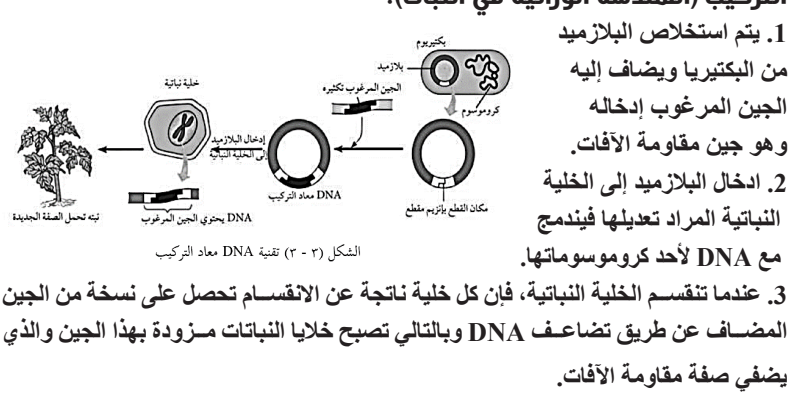 التركيب (الهندسة الوراثية في النبات):
1. يتم استخلاص البلازميد
من البكتيريا ويضاف إليه
الجين المرغوب إدخاله
وهو جين مقاومة الآفات.
2. ادخال البلازميد إلى الخلية
النباتية المراد تعديلها فيندمج
مع DNA لأحد كروموسوماتها.
بكتيريوم
بلازميد
كروموسوم
الجين المرغوب تكثيره
خلية نباتية
إدخال البلازميد
إلى الخلية النباتية
DNA معاد التركيب
مكان القطع بإنزيم مقطع
DNA يحتوي الجين المرغوب
نبته تحمل الصفة الجديدة
الشكل (٣ - ٣) تقنية DNA معاد التركيب
3. عندما تنقسم الخلية النباتية، فإن كل خلية ناتجة عن الانقسام تحصل على نسخة من الجين
المضاف عن طريق تضاعف DNA وبالتالي تصبح خلايا النباتات مزودة بهذا الجين والذي
يضفي صفة مقاومة الآفات.